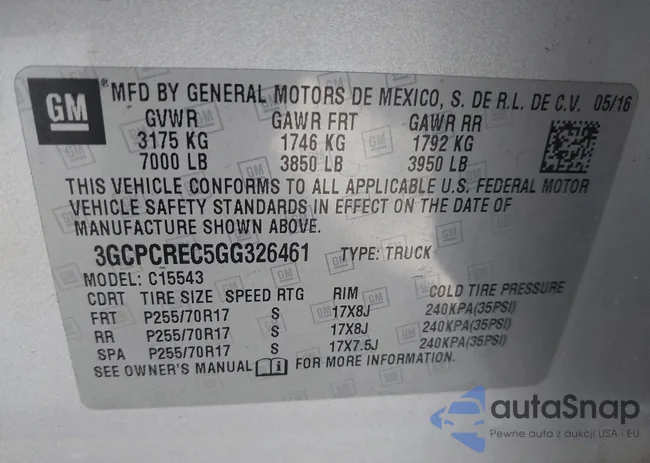 GM MFD BY GENERAL MOTORS DE MEXICO, S. DE R.L. DE C.V. 05/16
GVWR GAWR FRT GAWR RR
3175 KG 1746 KG 1792 KG
7000 LB 3850 LB 3950 LB
THIS VEHICLE CONFORMS TO ALL APPLICABLE U.S. FEDERAL MOTOR
VEHICLE SAFETY STANDARDS IN EFFECT ON THE DATE OF
MANUFACTURE SHOWN ABOVE.
3GCPCREC5GG326461 TYPE: TRUCK
MODEL: C15543
CDRT TIRE SIZE SPEED RTG RIM COLD TIRE PRESSURE
FRT P255/70R17 S 17X8J 240KPA(35PSI)
RR P255/70R17 S 17X8J 240KPA(35PSI)
SPA P255/70R17 S 17X7.5J 240KPA(35PSI)
SEE OWNER'S MANUAL FOR MORE INFORMATION.
autaSnap
Pewne auta z aukcji USA i EU